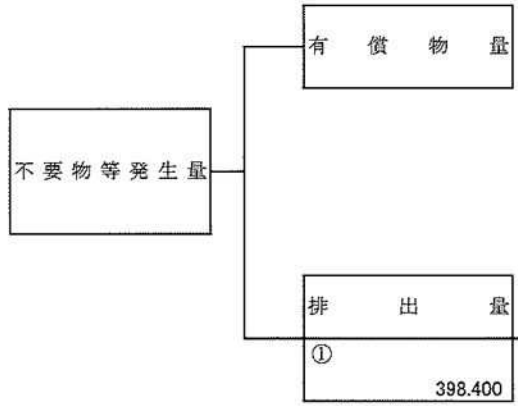 有償物量
不要物等発生量
排出量
①
398.400